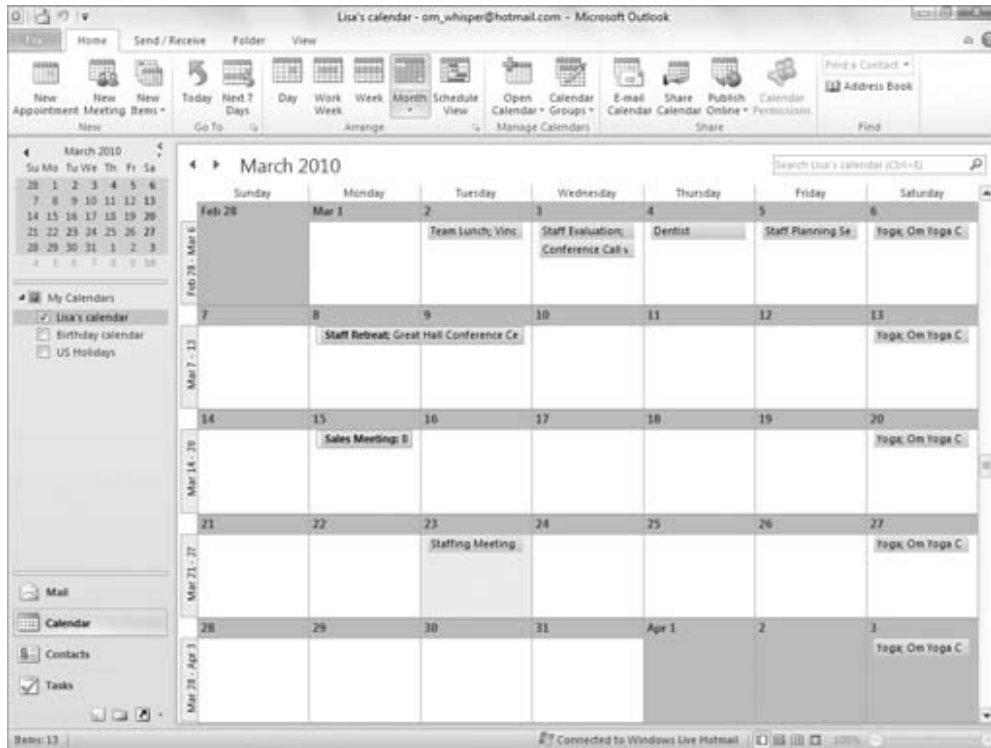 Lisa's calendar - om_whisper@hotmail.com - Microsoft Outlook
File Home Send / Receive Folder View
New Appointment
New Meeting
New Items
Today
Next 7 Days
Day
Work Week
Week
Month
Schedule View
Open Calendar
Calendar Groups
E-mail Calendar
Share Calendar
Publish Online
Calendar Permissions
Find a Contact
Address Book
New Go To Arrange Manage Calendars Share Find
March 2010
Su Mo Tu We Th Fr Sa
28 1 2 3 4 5 6
7 8 9 10 11 12 13
14 15 16 17 18 19 20
21 22 23 24 25 26 27
28 29 30 31 1 2 3
4 5 6 7 8 9 10
My Calendars
Lisa's calendar
Birthday calendar
US Holidays
Mail
Calendar
Contacts
Tasks
March 2010
Search Lisa's calendar (Ctrl+E)
Sunday Monday Tuesday Wednesday Thursday Friday Saturday
Feb 28 - Mar 6
Feb 28 Mar 1 2 3 4 5 6
Team Lunch; Vinc
Staff Evaluation;
Conference Call v
Dentist
Staff Planning Se
Yoga; Om Yoga C
Mar 7 - 13
7 8 9 10 11 12 13
Staff Retreat; Great Hall Conference Ce
Yoga; Om Yoga C
Mar 14 - 20
14 15 16 17 18 19 20
Sales Meeting; B
Yoga; Om Yoga C
Mar 21 - 27
21 22 23 24 25 26 27
Staffing Meeting
Yoga; Om Yoga C
Mar 28 - Apr 3
28 29 30 31 Apr 1 2 3
Yoga; Om Yoga C
Items: 13
Connected to Windows Live Hotmail
100%